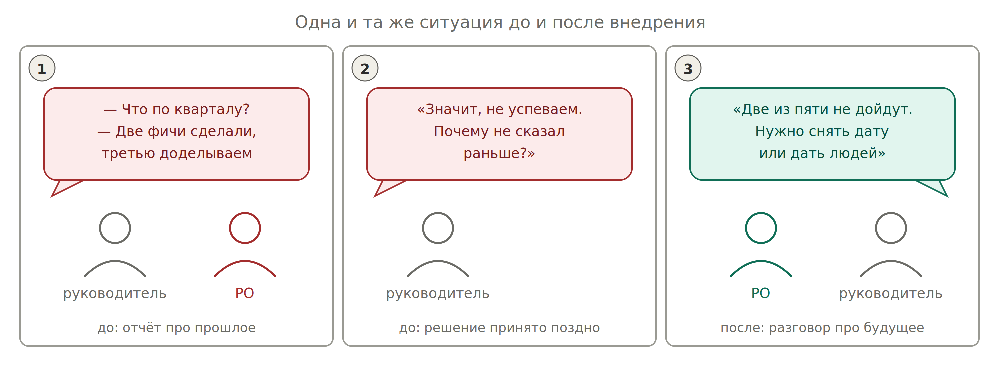 Одна и та же ситуация до и после внедрения
1
— Что по кварталу?
— Две фичи сделали,
третью доделываем
руководитель
РО
до: отчёт про прошлое
2
«Значит, не успеваем.
Почему не сказал
раньше?»
руководитель
до: решение принято поздно
3
«Две из пяти не дойдут.
Нужно снять дату
или дать людей»
РО
руководитель
после: разговор про будущее